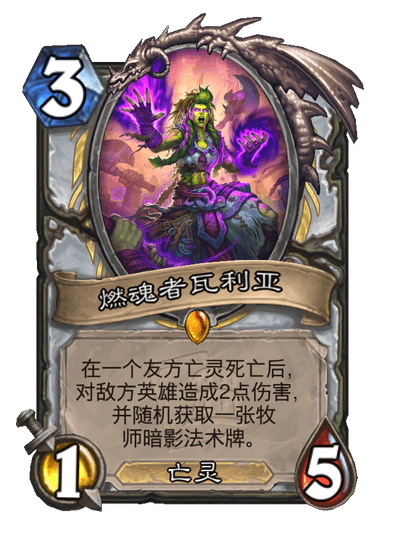 3
燃魂者瓦利亚
在一个友方亡灵死亡后，
对敌方英雄造成2点伤害，
并随机获取一张牧
师暗影法术牌。
亡灵
1
5